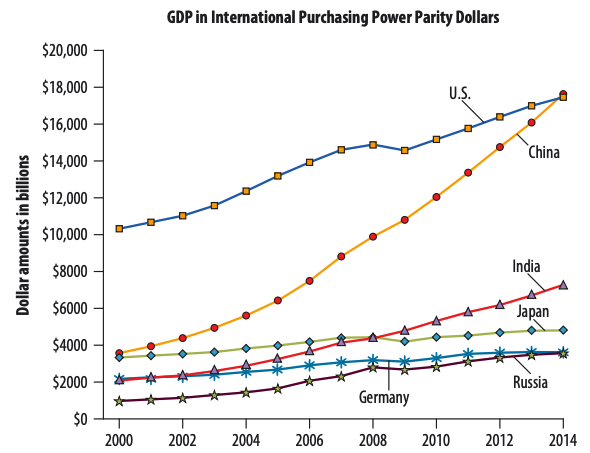 GDP in International Purchasing Power Parity Dollars
Dollar amounts in billions
$20,000
$18,000
$16,000
$14,000
$12,000
$10,000
$8000
$6000
$4000
$2000
$0
U.S.
China
India
Japan
Germany
Russia
2000 2002 2004 2006 2008 2010 2012 2014